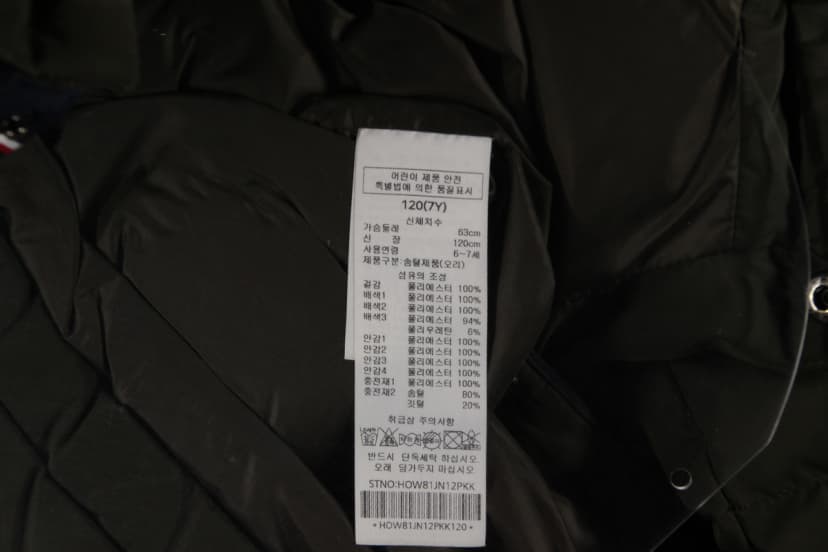 어린이 제품 안전
특별법에 의한 품질표시
120(7Y)
신체치수
가슴둘레 63cm
신 장 120cm
사용연령 6~7세
제품구분:솜털제품(오리)
섬유의 조성
겉감 폴리에스터 100%
배색1 폴리에스터 100%
배색2 폴리에스터 100%
배색3 폴리에스터 94%
폴리우레탄 6%
안감1 폴리에스터 100%
안감2 폴리에스터 100%
안감3 폴리에스터 100%
안감4 폴리에스터 100%
충전재1 폴리에스터 100%
충전재2 솜털 80%
깃털 20%
취급상 주의사항
반드시 단독세탁 하십시오.
오래 담가두지 마십시오.
STNO:HOW81JN12PKK
* HOW81JN12PKK120 *